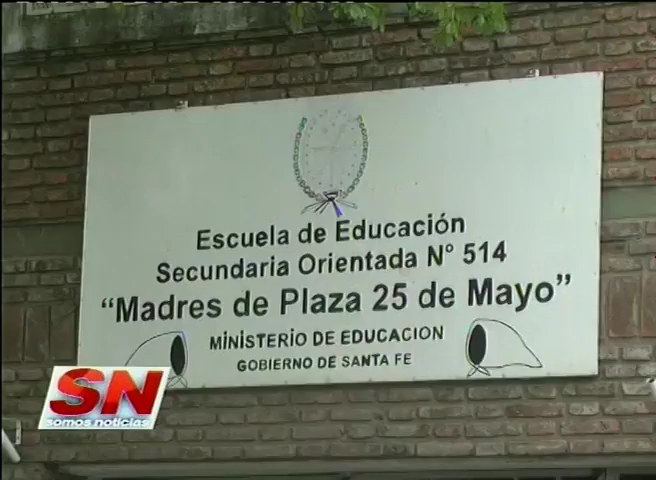 Escuela de Educación
Secundaria Orientada N° 514
"Madres de Plaza 25 de Mayo"
MINISTERIO DE EDUCACION
GOBIERNO DE SANTA FE
SN
somos noticias